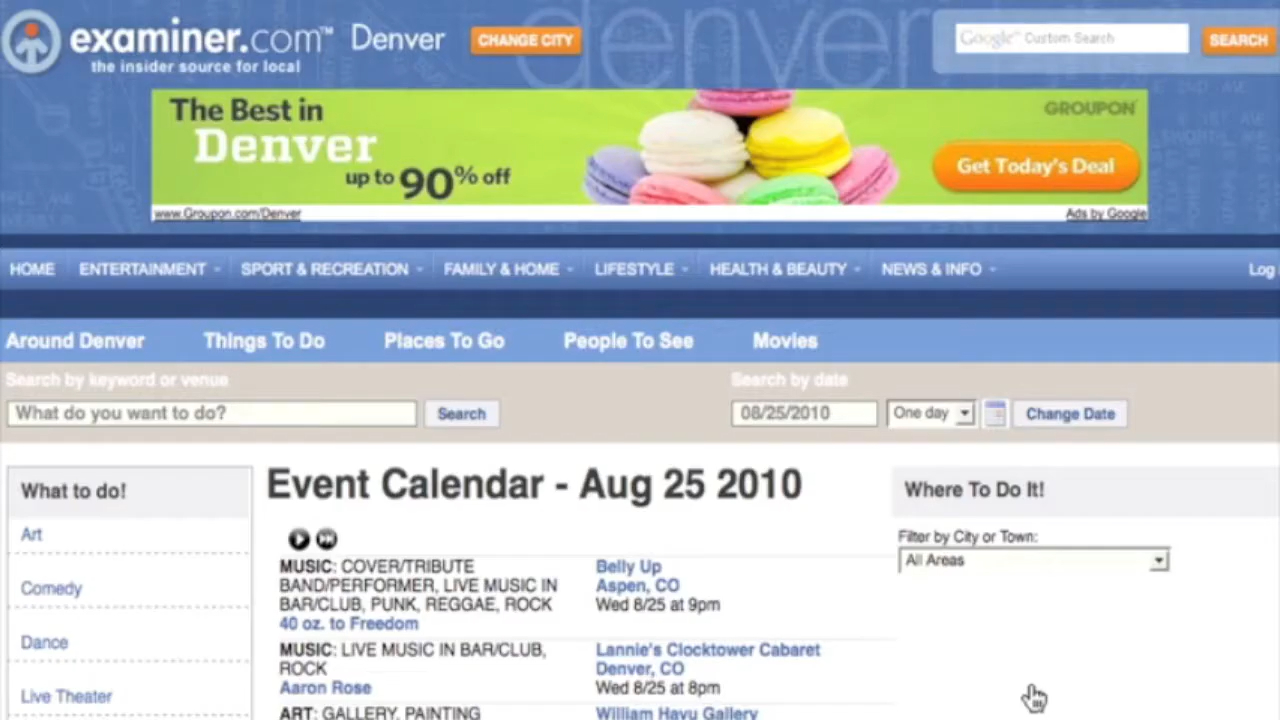 examiner.com™ Denver CHANGE CITY
the insider source for local
denver
Google™ Custom Search SEARCH
The Best in
Denver
up to 90% off
GROUPON
Get Today's Deal
www.Groupon.com/Denver
Ads by Google
HOME ENTERTAINMENT SPORT & RECREATION FAMILY & HOME LIFESTYLE HEALTH & BEAUTY NEWS & INFO Log
Around Denver Things To Do Places To Go People To See Movies
Search by keyword or venue Search by date
What do you want to do? Search 08/25/2010 One day Change Date
What to do!
Art
Comedy
Dance
Live Theater
Event Calendar - Aug 25 2010
MUSIC: COVER/TRIBUTE
BAND/PERFORMER, LIVE MUSIC IN
BAR/CLUB, PUNK, REGGAE, ROCK
40 oz. to Freedom
Belly Up
Aspen, CO
Wed 8/25 at 9pm
MUSIC: LIVE MUSIC IN BAR/CLUB,
ROCK
Aaron Rose
Lannie's Clocktower Cabaret
Denver, CO
Wed 8/25 at 8pm
ART: GALLERY, PAINTING
William Havu Gallery
Where To Do It!
Filter by City or Town:
All Areas